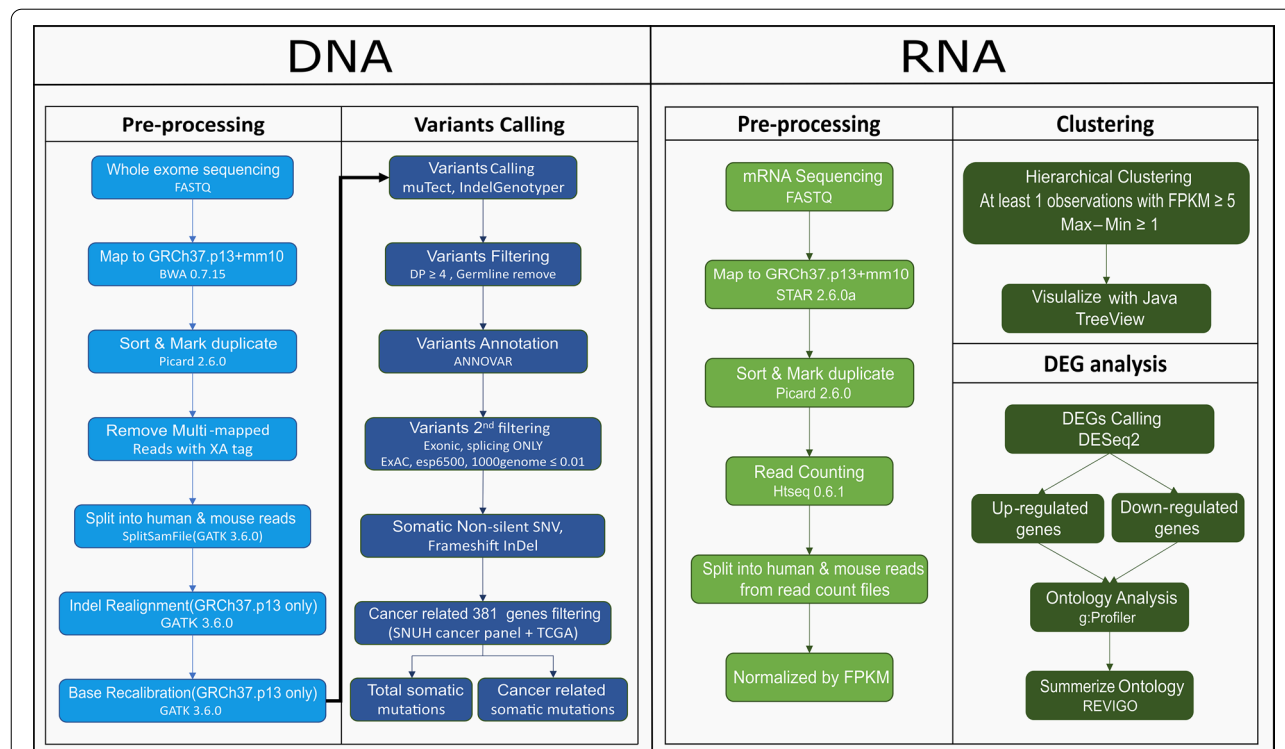 DNA
Pre-processing
Whole exome sequencing
FASTQ
Map to GRCh37.p13+mm10
BWA 0.7.15
Sort & Mark duplicate
Picard 2.6.0
Remove Multi-mapped
Reads with XA tag
Split into human & mouse reads
SplitSamFile(GATK 3.6.0)
Indel Realignment(GRCh37.p13 only)
GATK 3.6.0
Base Recalibration(GRCh37.p13 only)
GATK 3.6.0
Variants Calling
Variants Calling
muTect, IndelGenotyper
Variants Filtering
DP ≥ 4 , Germline remove
Variants Annotation
ANNOVAR
Variants 2nd filtering
Exonic, splicing ONLY
ExAC, esp6500, 1000genome ≤ 0.01
Somatic Non-silent SNV,
Frameshift InDel
Cancer related 381 genes filtering
(SNUH cancer panel + TCGA)
Total somatic
mutations
Cancer related
somatic mutations
RNA
Pre-processing
mRNA Sequencing
FASTQ
Map to GRCh37.p13+mm10
STAR 2.6.0a
Sort & Mark duplicate
Picard 2.6.0
Read Counting
Htseq 0.6.1
Split into human & mouse reads
from read count files
Normalized by FPKM
Clustering
Hierarchical Clustering
At least 1 observations with FPKM ≥ 5
Max–Min ≥ 1
Visulalize with Java
TreeView
DEG analysis
DEGs Calling
DESeq2
Up-regulated
genes
Down-regulated
genes
Ontology Analysis
g:Profiler
Summerize Ontology
REVIGO